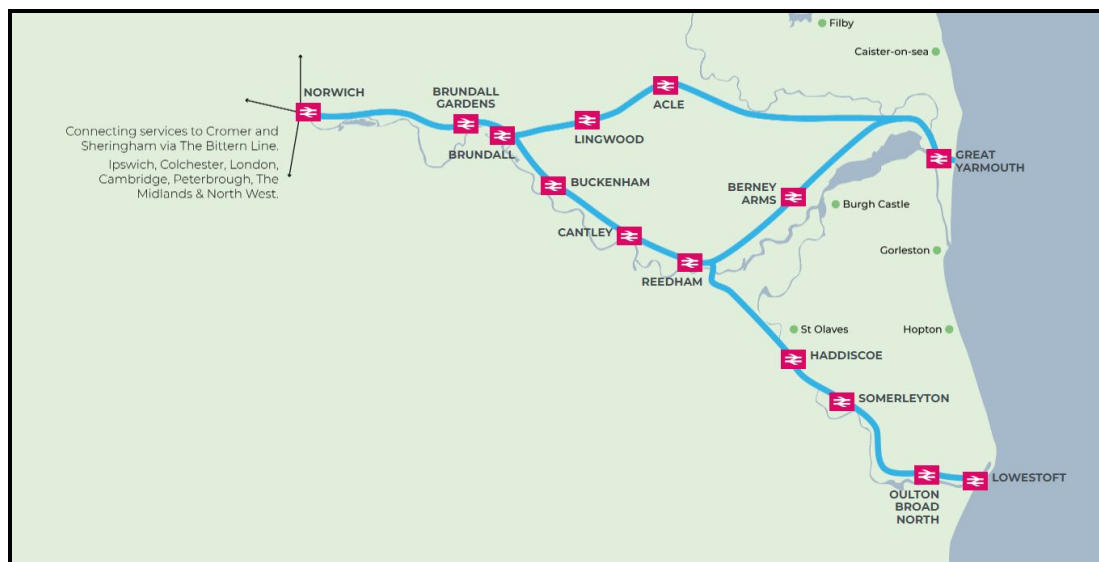 Filby
Caister-on-sea
NORWICH
BRUNDALL
GARDENS
ACLE
Connecting services to Cromer and
Sheringham via The Bittern Line.
Ipswich, Colchester, London,
Cambridge, Peterbrough, The
Midlands & North West.
BRUNDALL
LINGWOOD
GREAT
YARMOUTH
BUCKENHAM
BERNEY
ARMS
Burgh Castle
CANTLEY
Gorleston
REEDHAM
St Olaves
Hopton
HADDISCOE
SOMERLEYTON
LOWESTOFT
OULTON
BROAD
NORTH